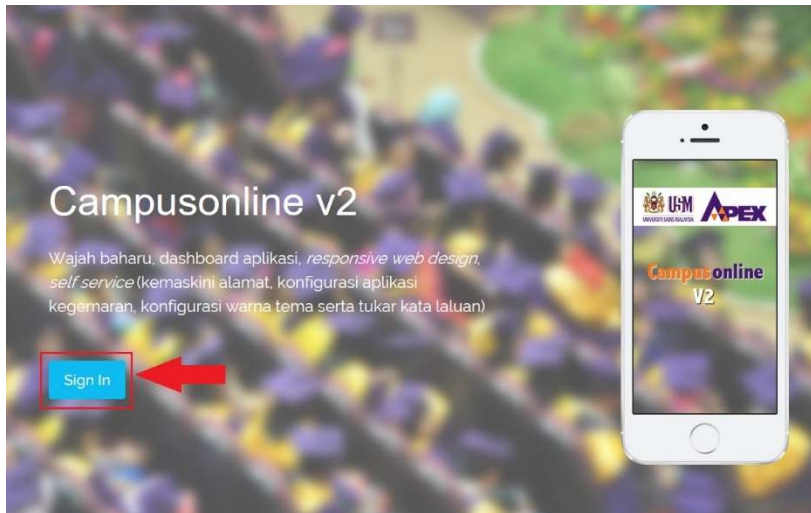 Campusonline v2
Wajah baharu, dashboard aplikasi, responsive web design,
self service (kemaskini alamat, konfigurasi aplikasi
kegemaran, konfigurasi warna tema serta tukar kata laluan)
Sign In
USM
UNIVERSITI SAINS MALAYSIA
APEX
Campusonline
V2